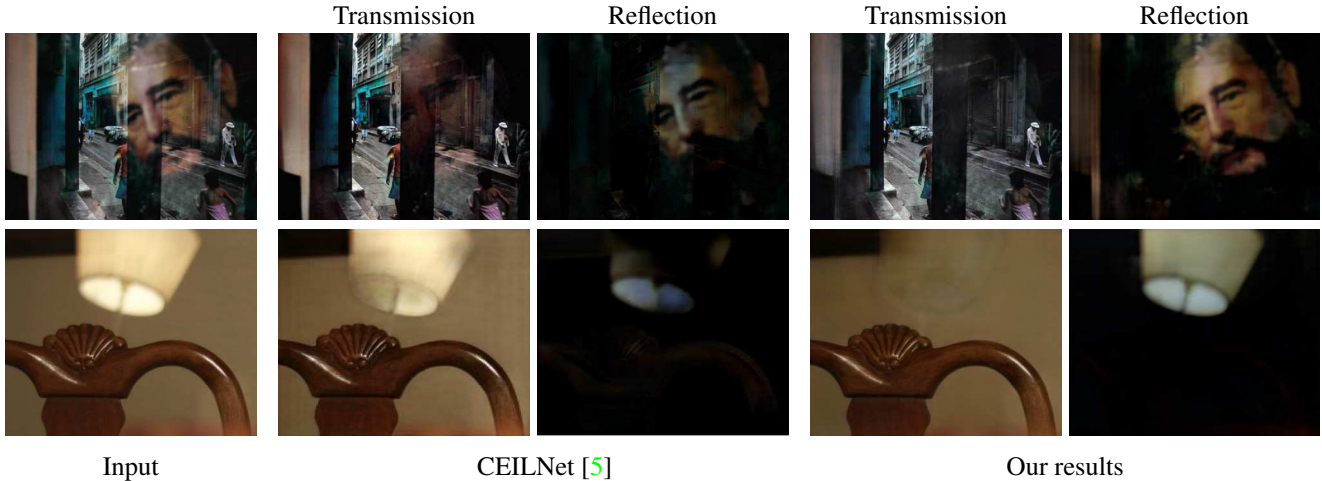 Transmission Reflection Transmission Reflection
Input CEILNet [5] Our results